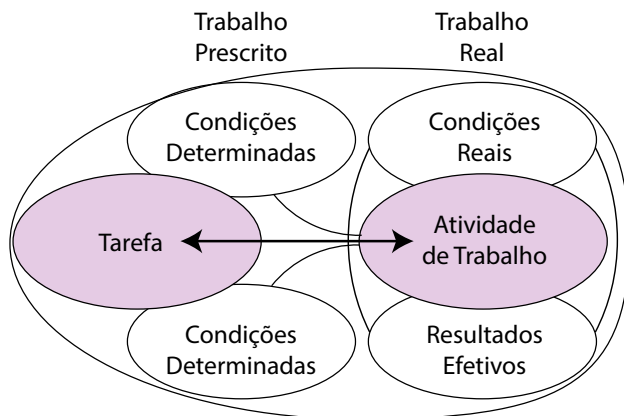 Trabalho
Prescrito
Trabalho
Real
Condições
Determinadas
Condições
Reais
Tarefa
Atividade
de Trabalho
Condições
Determinadas
Resultados
Efetivos